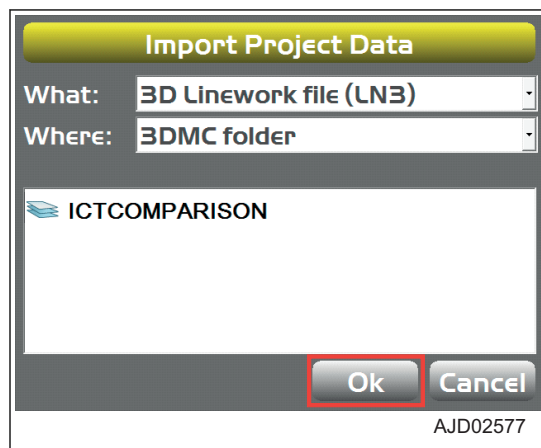 Import Project Data
What: 3D Linework file (LN3)
Where: 3DMC folder
ICTCOMPARISON
Ok Cancel
AJD02577